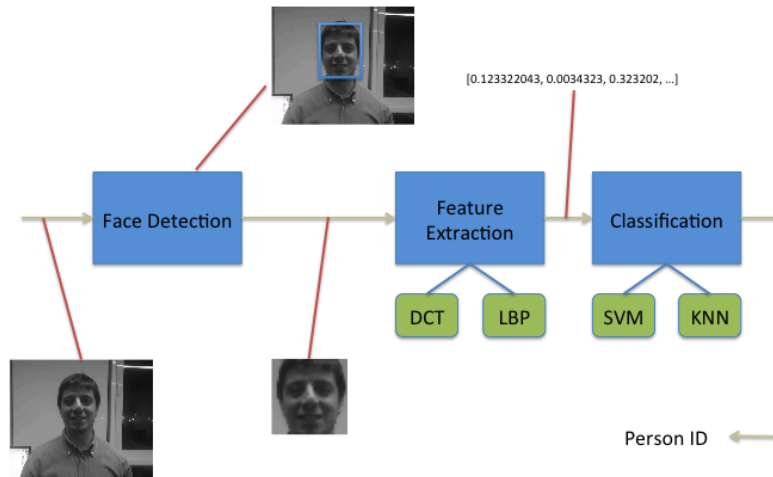 [0.123322043, 0.0034323, 0.323202, ...]
Face Detection
Feature
Extraction
Classification
DCT
LBP
SVM
KNN
Person ID